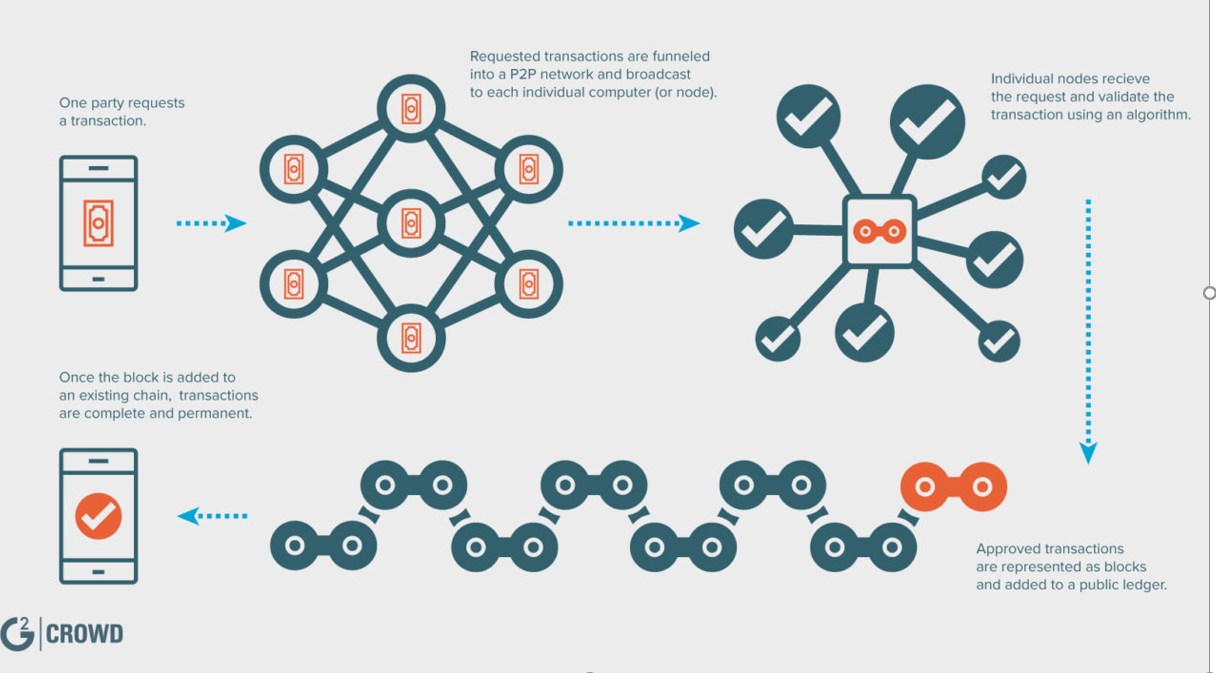 One party requests
a transaction.
Requested transactions are funneled
into a P2P network and broadcast
to each individual computer (or node).
Individual nodes recieve
the request and validate the
transaction using an algorithm.
Approved transactions
are represented as blocks
and added to a public ledger.
Once the block is added to
an existing chain, transactions
are complete and permanent.
G2 | CROWD